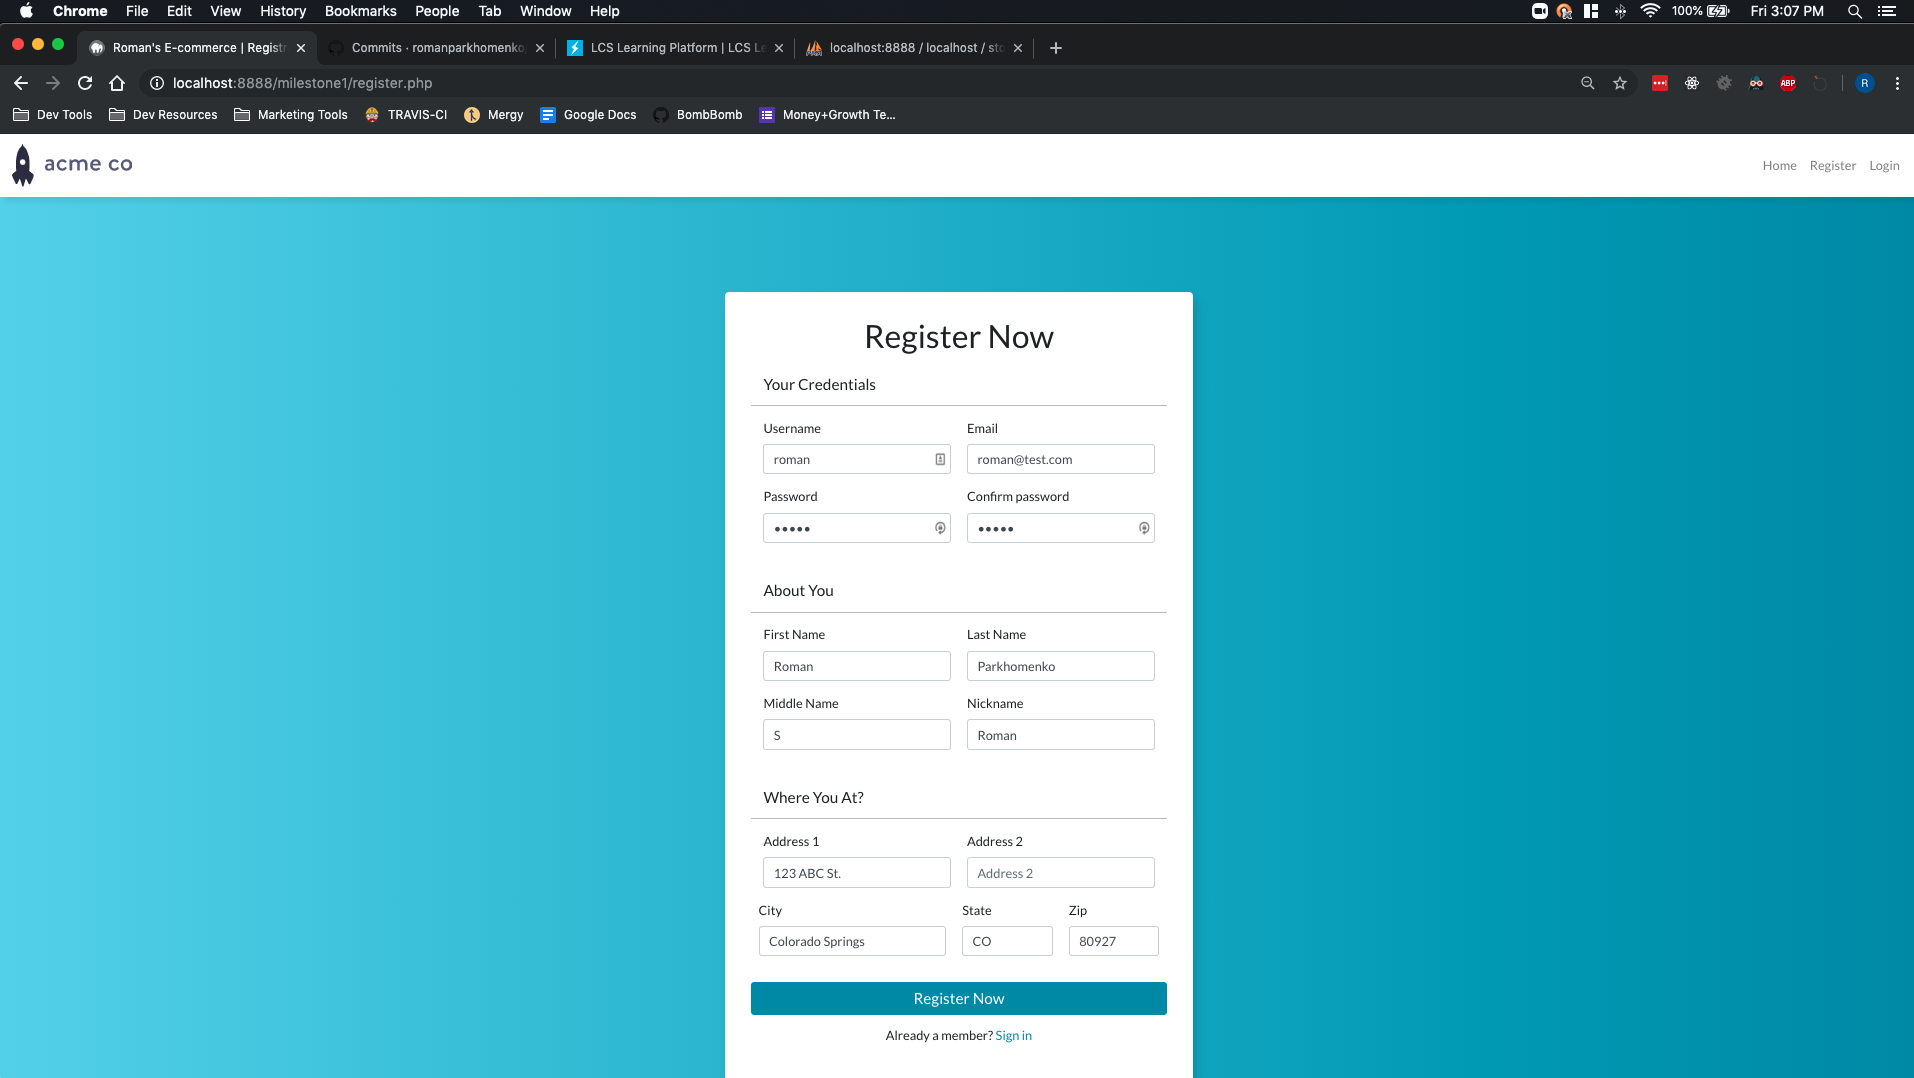 Chrome File Edit View History Bookmarks People Tab Window Help 100% Fri 3:07 PM
Roman's E-commerce | Registr Commits · romanparkhomenko LCS Learning Platform | LCS Le localhost:8888 / localhost / sto
localhost:8888/milestone1/register.php ABP R
Dev Tools Dev Resources Marketing Tools TRAVIS-CI Mergy Google Docs BombBomb Money+Growth Te...
acme co Home Register Login
Register Now
Your Credentials
Username Email
roman roman@test.com
Password Confirm password
••••• •••••
About You
First Name Last Name
Roman Parkhomenko
Middle Name Nickname
S Roman
Where You At?
Address 1 Address 2
123 ABC St. Address 2
City State Zip
Colorado Springs CO 80927
Register Now
Already a member? Sign in